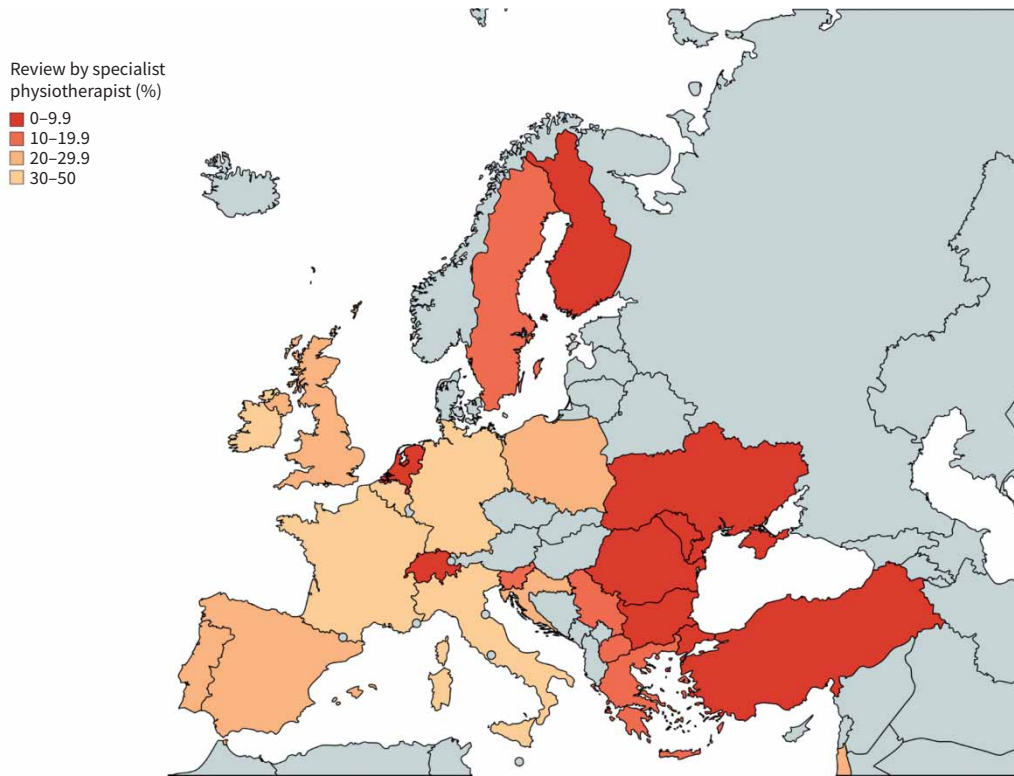 Review by specialist
physiotherapist (%)
0–9.9
10–19.9
20–29.9
30–50